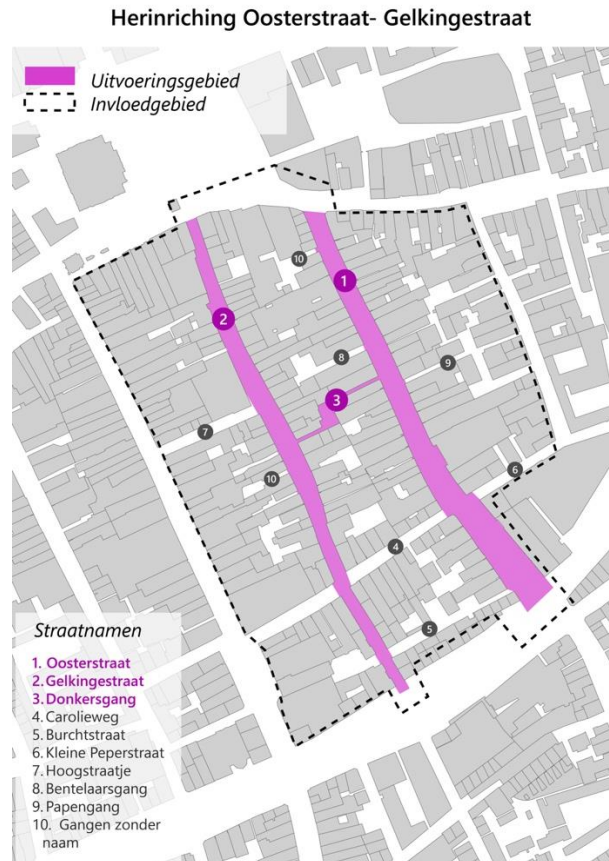 Herinriching Oosterstraat- Gelkingestraat
Uitvoeringsgebied
Invloedgebied
10
1
2
8
9
3
7
10
6
4
5
Straatnamen
1. Oosterstraat
2. Gelkingestraat
3. Donkersgang
4. Carolieweg
5. Burchtstraat
6. Kleine Peperstraat
7. Hoogstraatje
8. Bentelaarsgang
9. Papengang
10. Gangen zonder
naam